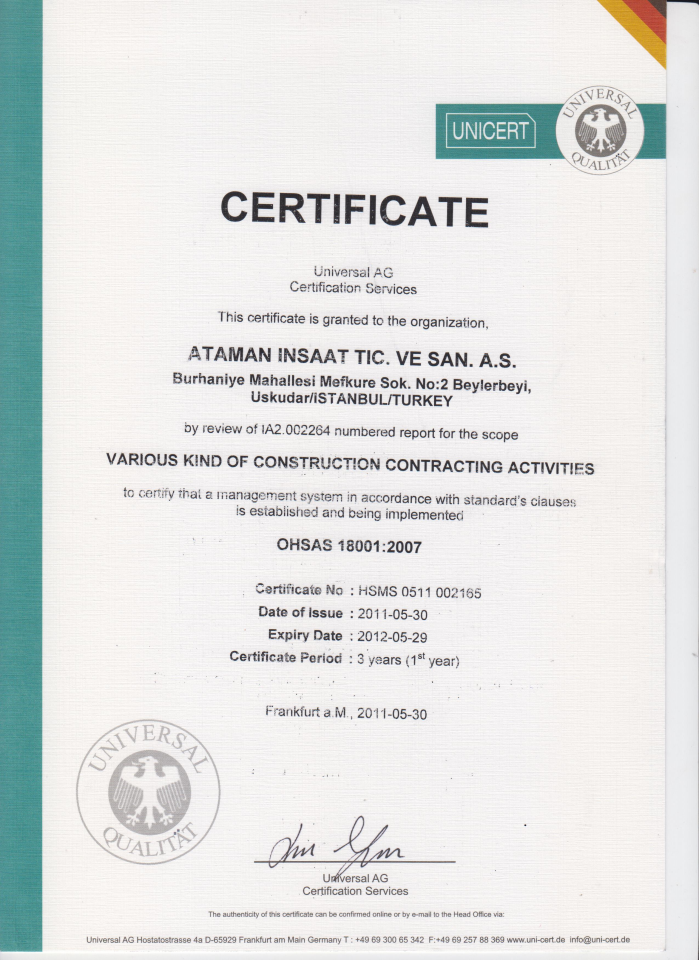 UNICERT
UNIVERSAL
QUALITÄT
CERTIFICATE
Universal AG
Certification Services
This certificate is granted to the organization,
ATAMAN INSAAT TIC. VE SAN. A.S.
Burhaniye Mahallesi Mefkure Sok. No:2 Beylerbeyi,
Uskudar/İSTANBUL/TURKEY
by review of IA2.002264 numbered report for the scope
VARIOUS KIND OF CONSTRUCTION CONTRACTING ACTIVITIES
to certify that a management system in accordance with standard's clauses
is established and being implemented
OHSAS 18001:2007
Certificate No : HSMS 0511 002165
Date of Issue : 2011-05-30
Expiry Date : 2012-05-29
Certificate Period : 3 years (1st year)
Frankfurt a.M., 2011-05-30
UNIVERSAL
QUALITÄT
Universal AG
Certification Services
The authenticity of this certificate can be confirmed online or by e-mail to the Head Office via:
Universal AG Hostatostrasse 4a D-65929 Frankfurt am Main Germany T : +49 69 300 65 342 F:+49 69 257 88 369 www.uni-cert.de info@uni-cert.de